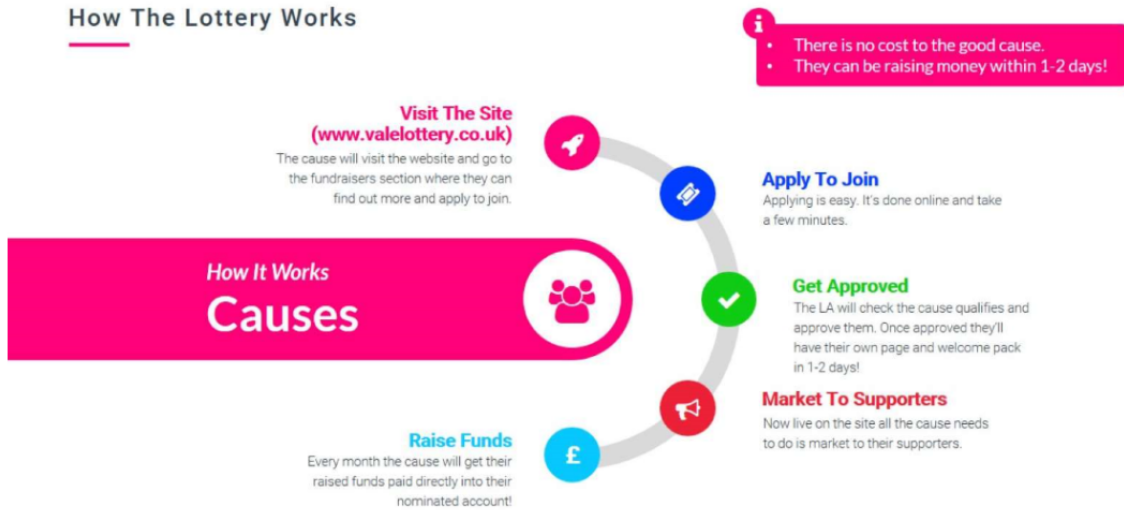 How The Lottery Works
i
• There is no cost to the good cause.
• They can be raising money within 1-2 days!
Visit The Site
(www.valelottery.co.uk)
The cause will visit the website and go to
the fundraisers section where they can
find out more and apply to join.
Apply To Join
Applying is easy. It's done online and take
a few minutes.
How It Works
Causes
Get Approved
The LA will check the cause qualifies and
approve them. Once approved they'll
have their own page and welcome pack
in 1-2 days!
Market To Supporters
Now live on the site all the cause needs
to do is market to their supporters.
Raise Funds
Every month the cause will get their
raised funds paid directly into their
nominated account!
£